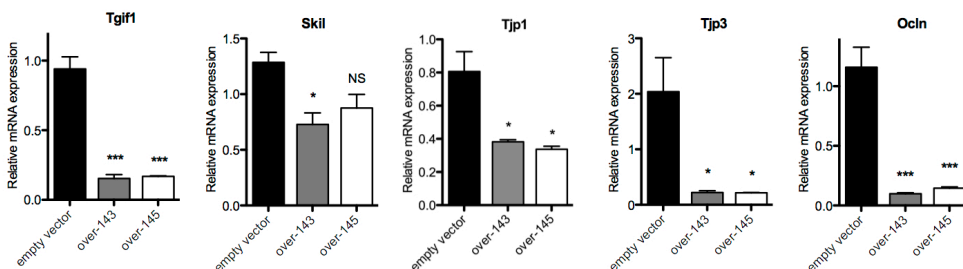 Tgif1
Relative mRNA expression
1.0
0.5
0.0
***
***
empty vector
over-143
over-145
Skil
Relative mRNA expression
1.5
1.0
0.5
0.0
*
NS
empty vector
over-143
over-145
Tjp1
Relative mRNA expression
1.0
0.8
0.6
0.4
0.2
0.0
*
*
empty vector
over-143
over-145
Tjp3
Relative mRNA expression
3
2
1
0
*
*
empty vector
over-143
over-145
Ocln
Relative mRNA expression
1.0
0.5
0.0
***
***
empty vector
over-143
over-145